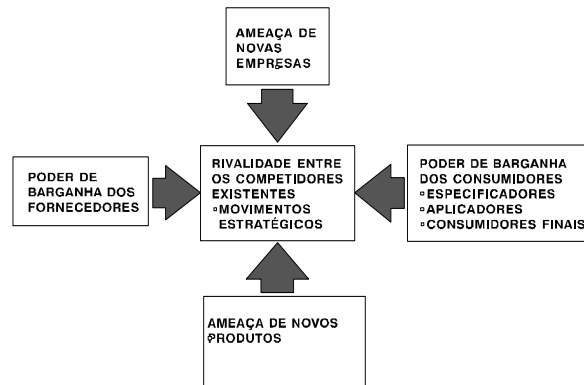 AMEAÇA DE
NOVAS
EMPRESAS
PODER DE
BARGANHA DOS
FORNECEDORES
RIVALIDADE ENTRE
OS COMPETIDORES
EXISTENTES
▫MOVIMENTOS
ESTRATÉGICOS
PODER DE BARGANHA
DOS CONSUMIDORES
▫ESPECIFICADORES
▫APLICADORES
▫CONSUMIDORES FINAIS
AMEAÇA DE NOVOS
PRODUTOS